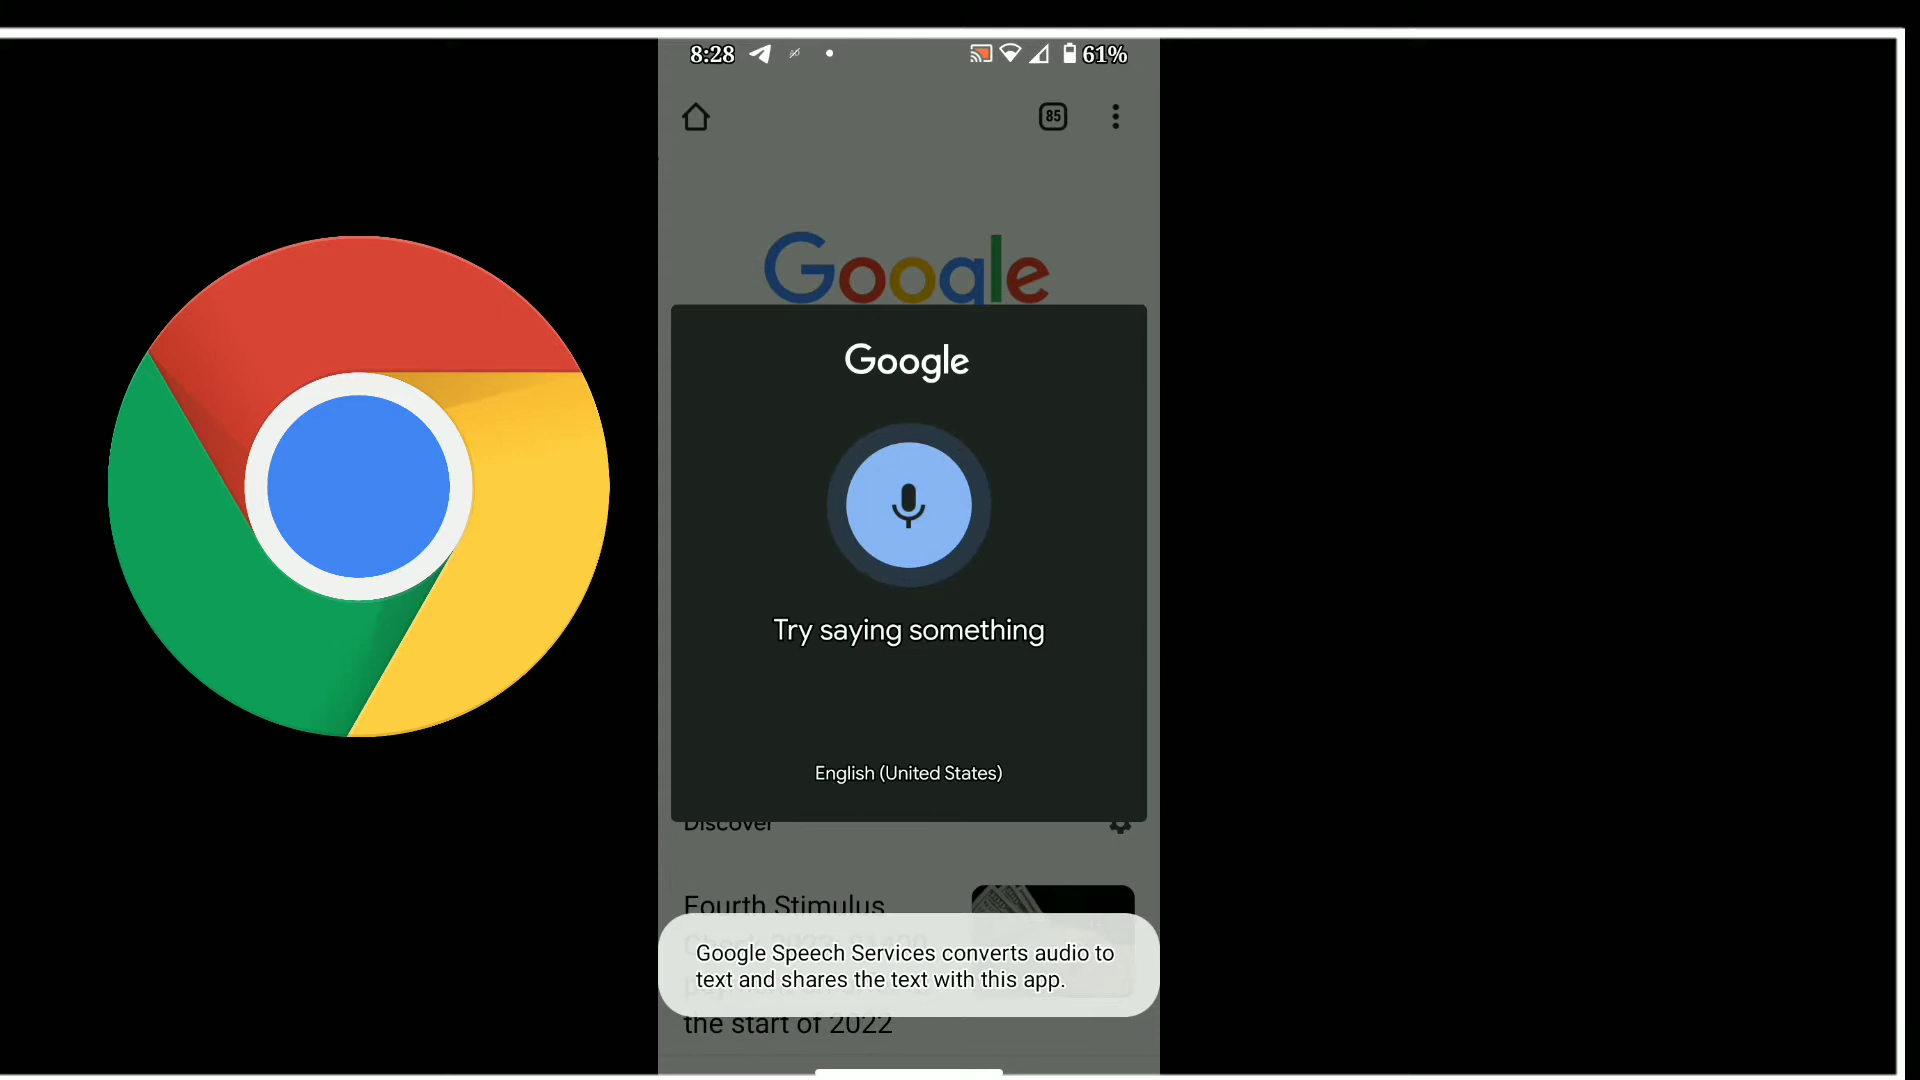 8:28
61%
85
Google
Google
Try saying something
English (United States)
Discover
Fourth Stimulus
Google Speech Services converts audio to
text and shares the text with this app.
the start of 2022